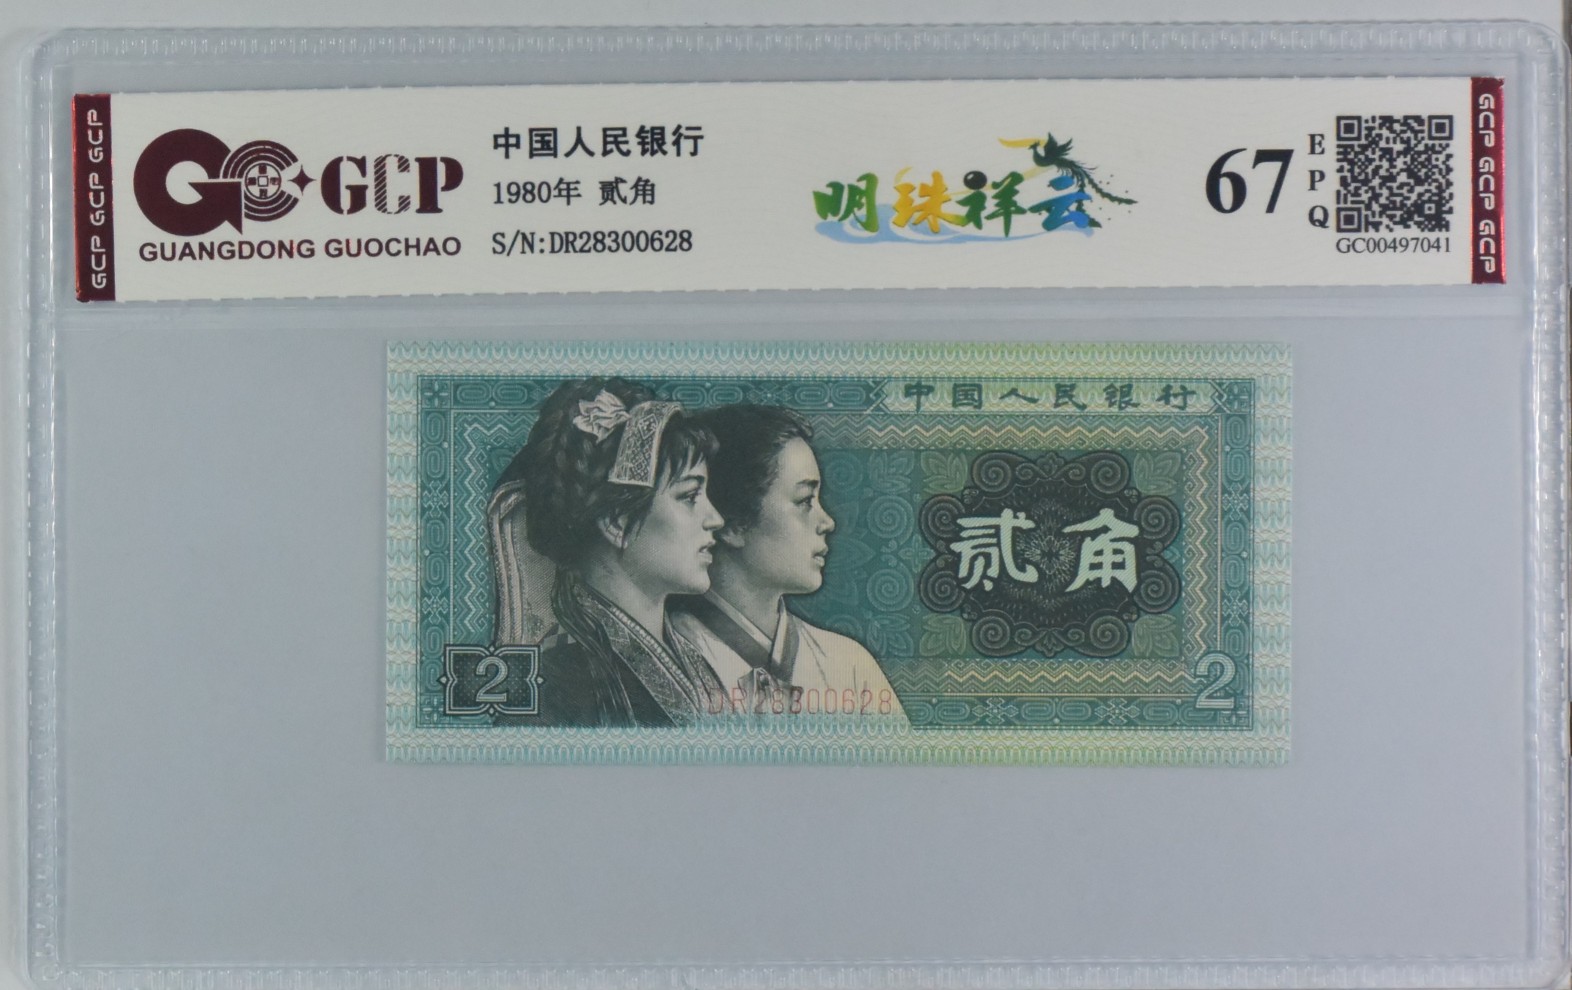 GCP GCP GCP
GCP
GUANGDONG GUOCHAO
中国人民银行
1980年 贰角
S/N:DR28300628
明珠祥云
67
EPQ
GC00497041
GCP GCP GCP
中国人民银行
贰角
2
2
DR28300628